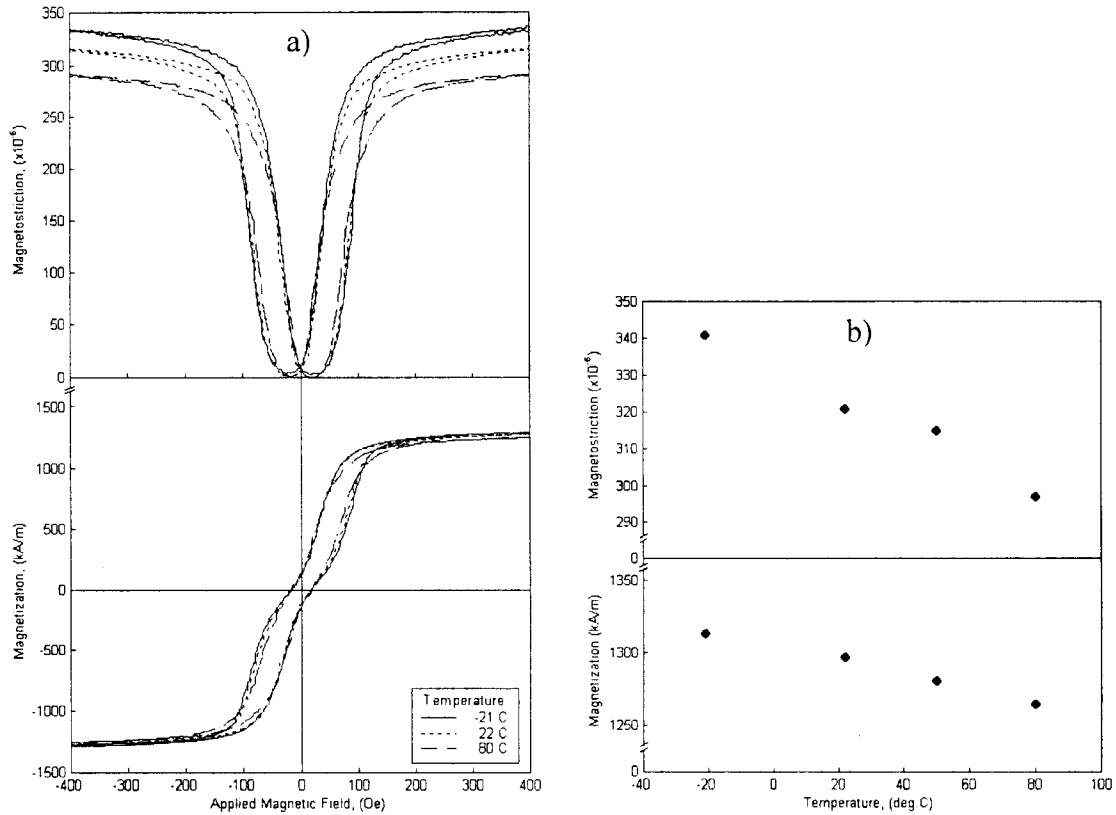 a)
350
300
250
200
150
100
50
0
Magnetostriction, (x10⁻⁶)
1500
1000
500
0
-500
-1000
-1500
Magnetization, (kA/m)
Temperature
-21 C
22 C
80 C
-400 -300 -200 -100 0 100 200 300 400
Applied Magnetic Field, (Oe)
b)
350
340
330
320
310
300
290
0
Magnetostriction (x10⁻⁶)
1350
1300
1250
0
Magnetization (kA/m)
-40 -20 0 20 40 60 80 100
Temperature, (deg C)